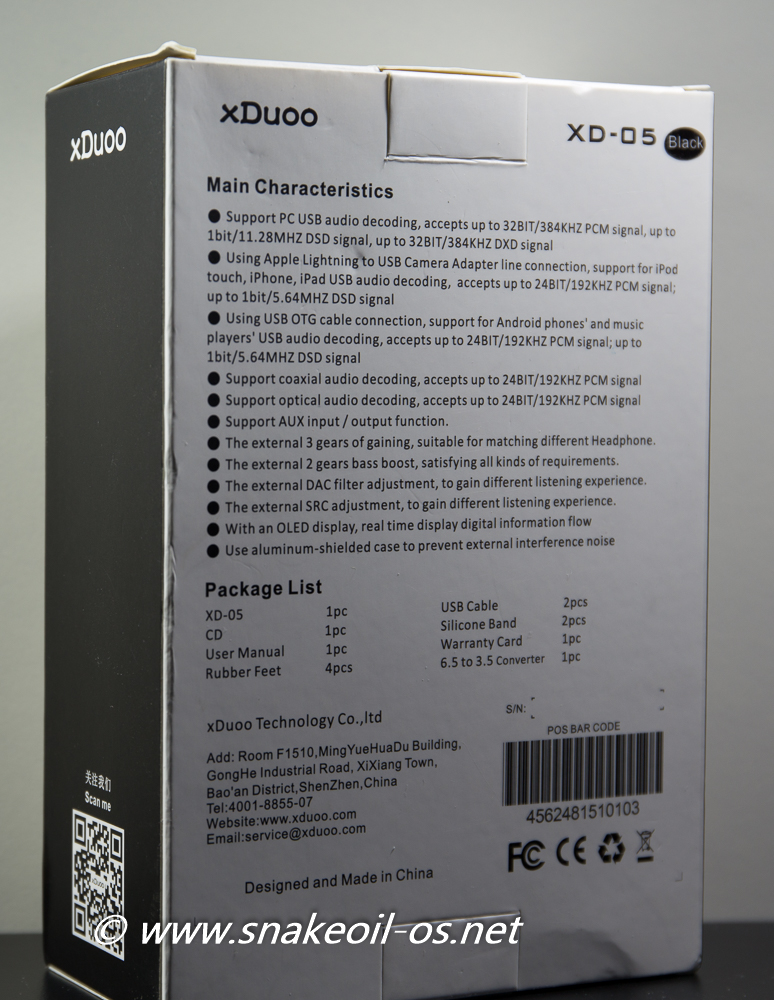 xDuoo
xDuoo
XD-05
Black
Main Characteristics
● Support PC USB audio decoding, accepts up to 32BIT/384KHZ PCM signal, up to
1bit/11.28MHZ DSD signal, up to 32BIT/384KHZ DXD signal
● Using Apple Lightning to USB Camera Adapter line connection, support for iPod
touch, iPhone, iPad USB audio decoding, accepts up to 24BIT/192KHZ PCM signal;
up to 1bit/5.64MHZ DSD signal
● Using USB OTG cable connection, support for Android phones' and music
players' USB audio decoding, accepts up to 24BIT/192KHZ PCM signal; up to
1bit/5.64MHZ DSD signal
● Support coaxial audio decoding, accepts up to 24BIT/192KHZ PCM signal
● Support optical audio decoding, accepts up to 24BIT/192KHZ PCM signal
● Support AUX input / output function.
● The external 3 gears of gaining, suitable for matching different Headphone.
● The external 2 gears bass boost, satisfying all kinds of requirements.
● The external DAC filter adjustment, to gain different listening experience.
● The external SRC adjustment, to gain different listening experience.
● With an OLED display, real time display digital information flow
● Use aluminum-shielded case to prevent external interference noise
Package List
XD-05 1pc
CD 1pc
User Manual 1pc
Rubber Feet 4pcs
USB Cable 2pcs
Silicone Band 2pcs
Warranty Card 1pc
6.5 to 3.5 Converter 1pc
xDuoo Technology Co.,ltd
Add: Room F1510,MingYueHuaDu Building,
GongHe Industrial Road, XiXiang Town,
Bao'an District,ShenZhen,China
Tel:4001-8855-07
Website:www.xduoo.com
Email:service@xduoo.com
Designed and Made in China
S/N:
POS BAR CODE
4562481510103
FC CE
关注我们
Scan me
xDuoo
© www.snakeoil-os.net